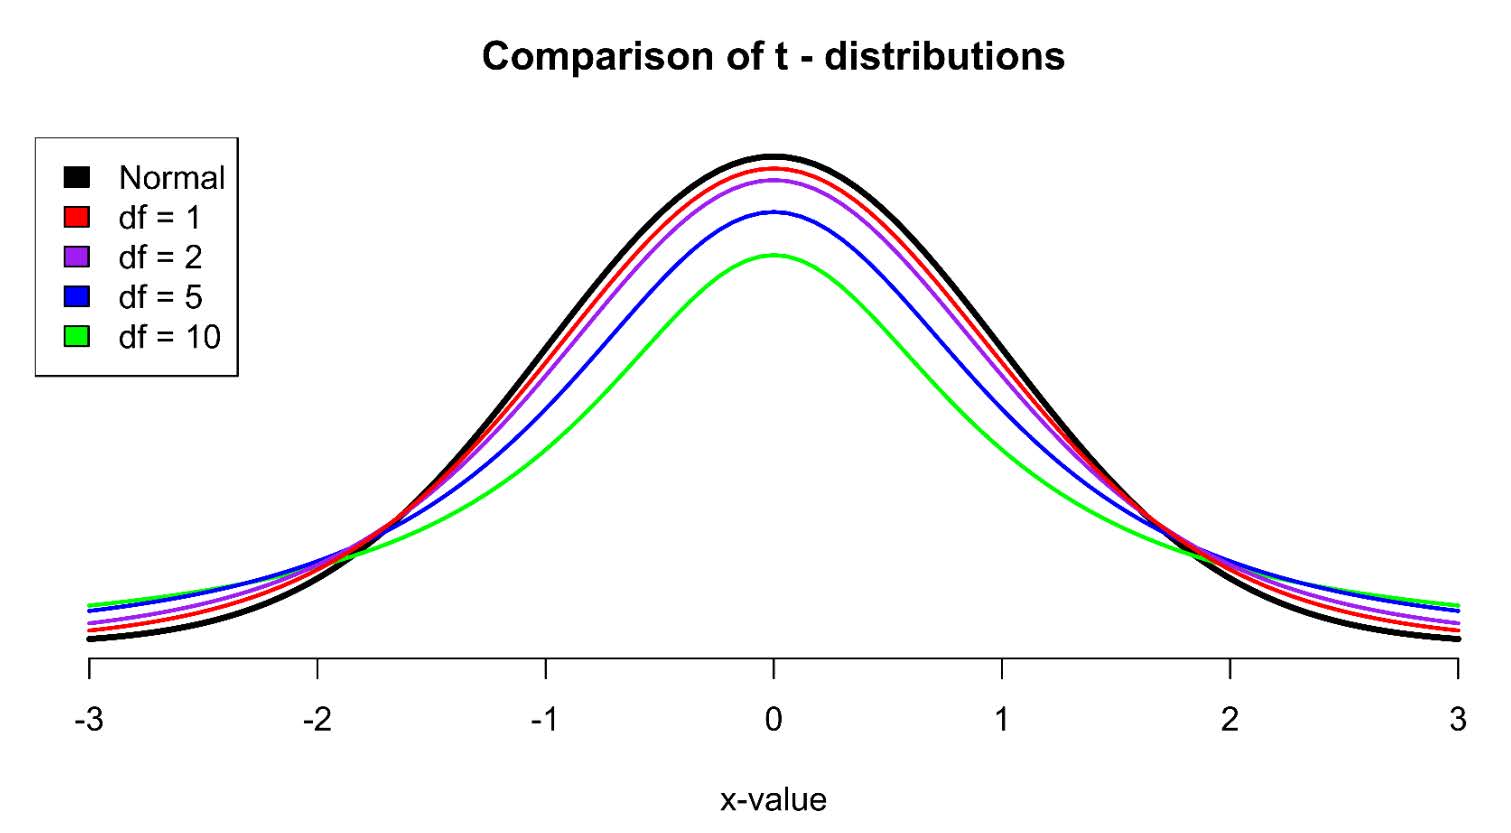 Comparison of t - distributions
Normal
df = 1
df = 2
df = 5
df = 10
-3 -2 -1 0 1 2 3
x-value